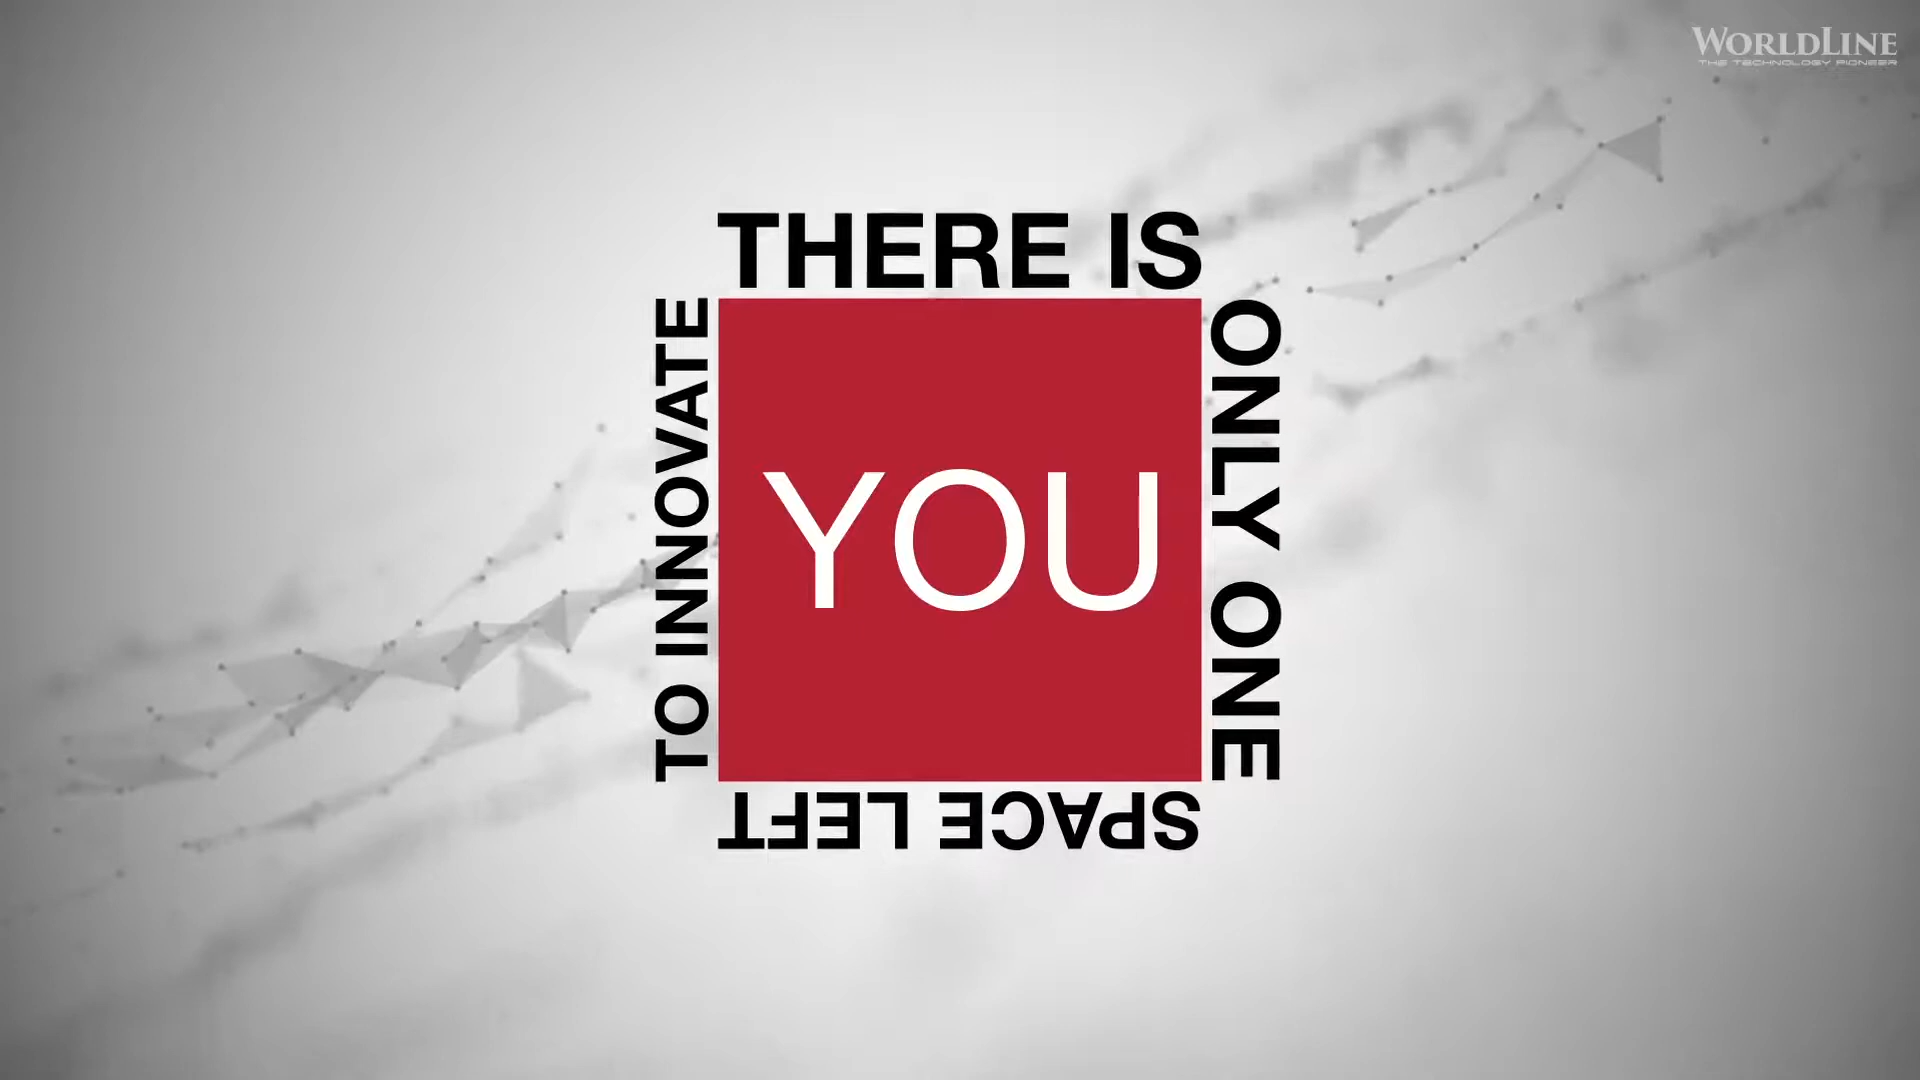 WORLDLINE
THE TECHNOLOGY PIONEER
THERE IS
ONLY ONE
SPACE LEFT
TO INNOVATE
YOU